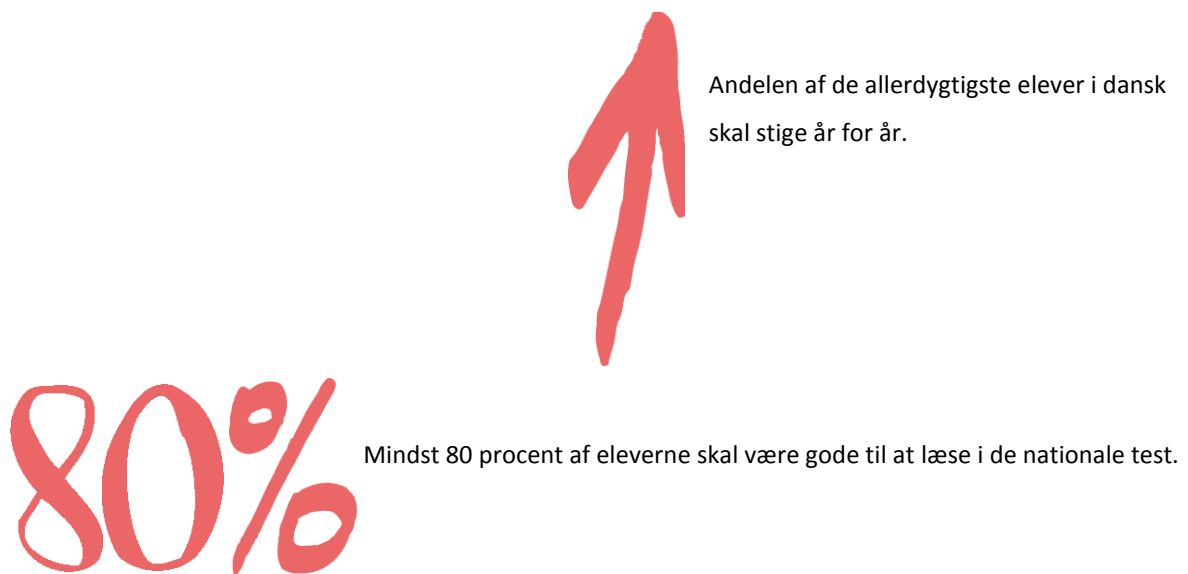 Andelen af de allerdygtigste elever i dansk
skal stige år for år.
80%
Mindst 80 procent af eleverne skal være gode til at læse i de nationale test.